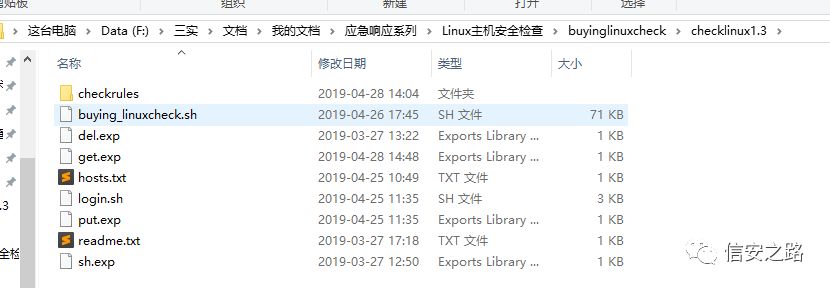 剪贴板 组织 新建 打开 选择
这台电脑 > Data (F:) > 三实 > 文档 > 我的文档 > 应急响应系列 > Linux主机安全检查 > buyinglinuxcheck > checklinux1.3 >
名称 修改日期 类型 大小
checkrules 2019-04-28 14:04 文件夹
buying_linuxcheck.sh 2019-04-26 17:45 SH 文件 71 KB
del.exp 2019-03-27 13:22 Exports Library ... 1 KB
get.exp 2019-04-28 14:48 Exports Library ... 1 KB
hosts.txt 2019-04-25 10:49 TXT 文件 1 KB
login.sh 2019-04-25 11:35 SH 文件 3 KB
put.exp 2019-04-25 11:35 Exports Library ... 1 KB
.3
readme.txt 2019-03-27 17:18 TXT 文件 1 KB
全检
sh.exp 2019-03-27 12:50 Exports Library ... 1 KB
信安之路